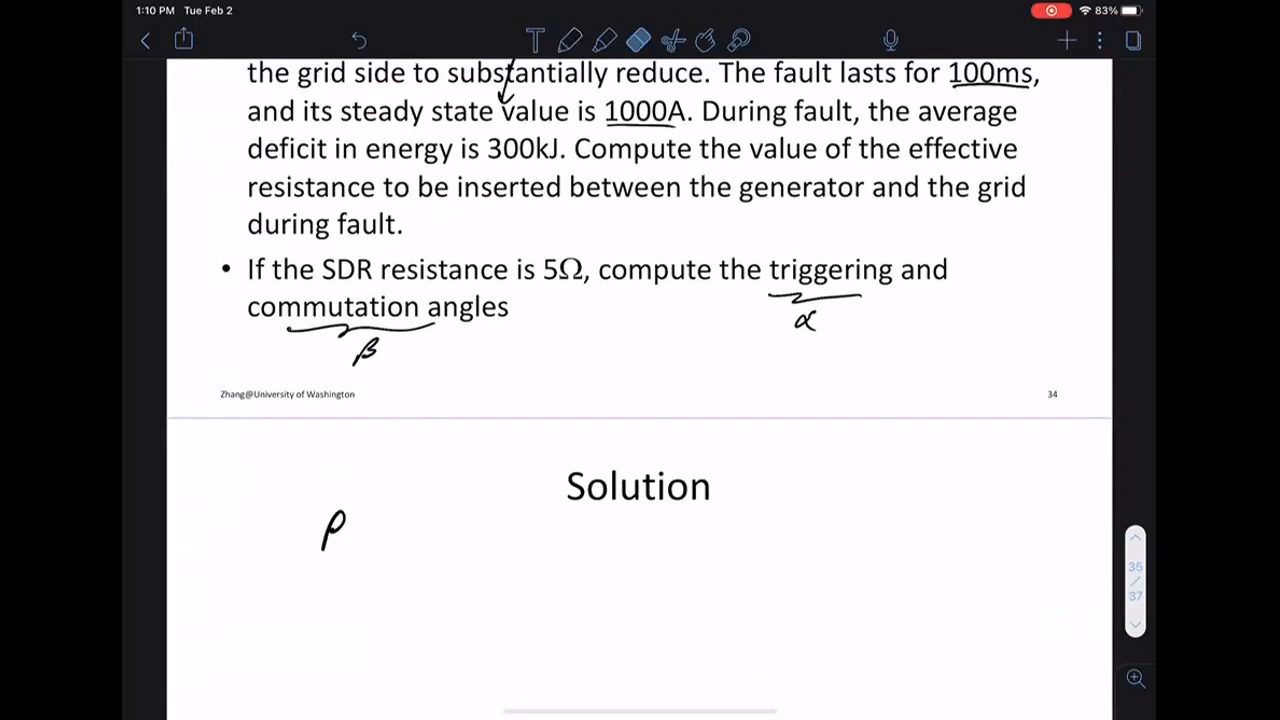 1:10 PM Tue Feb 2
83%
the grid side to substantially reduce. The fault lasts for 100ms,
and its steady state value is 1000A. During fault, the average
deficit in energy is 300kJ. Compute the value of the effective
resistance to be inserted between the generator and the grid
during fault.
• If the SDR resistance is 5Ω, compute the triggering and
commutation angles
α
β
Zhang@University of Washington
34
Solution
P
35
/
37